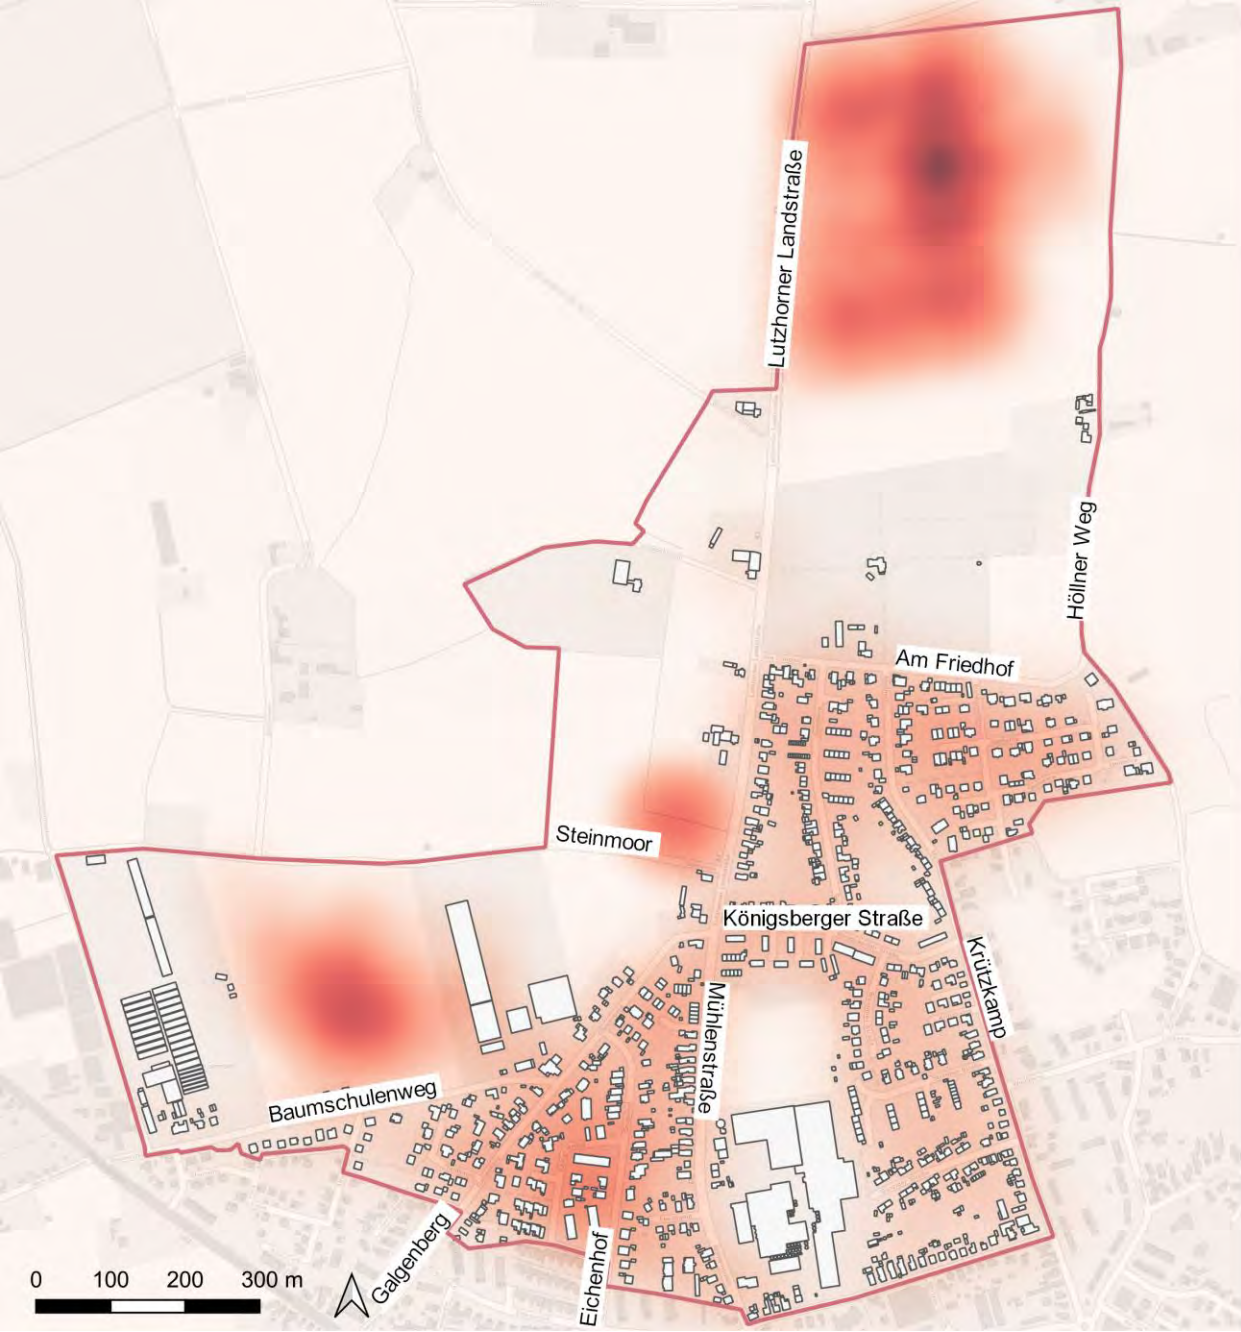 Lutzhorner Landstraße
Höllner Weg
Am Friedhof
Steinmoor
Königsberger Straße
Krützkamp
Mühlenstraße
Baumschulenweg
Galgenberg
Eichenhof
0 100 200 300 m